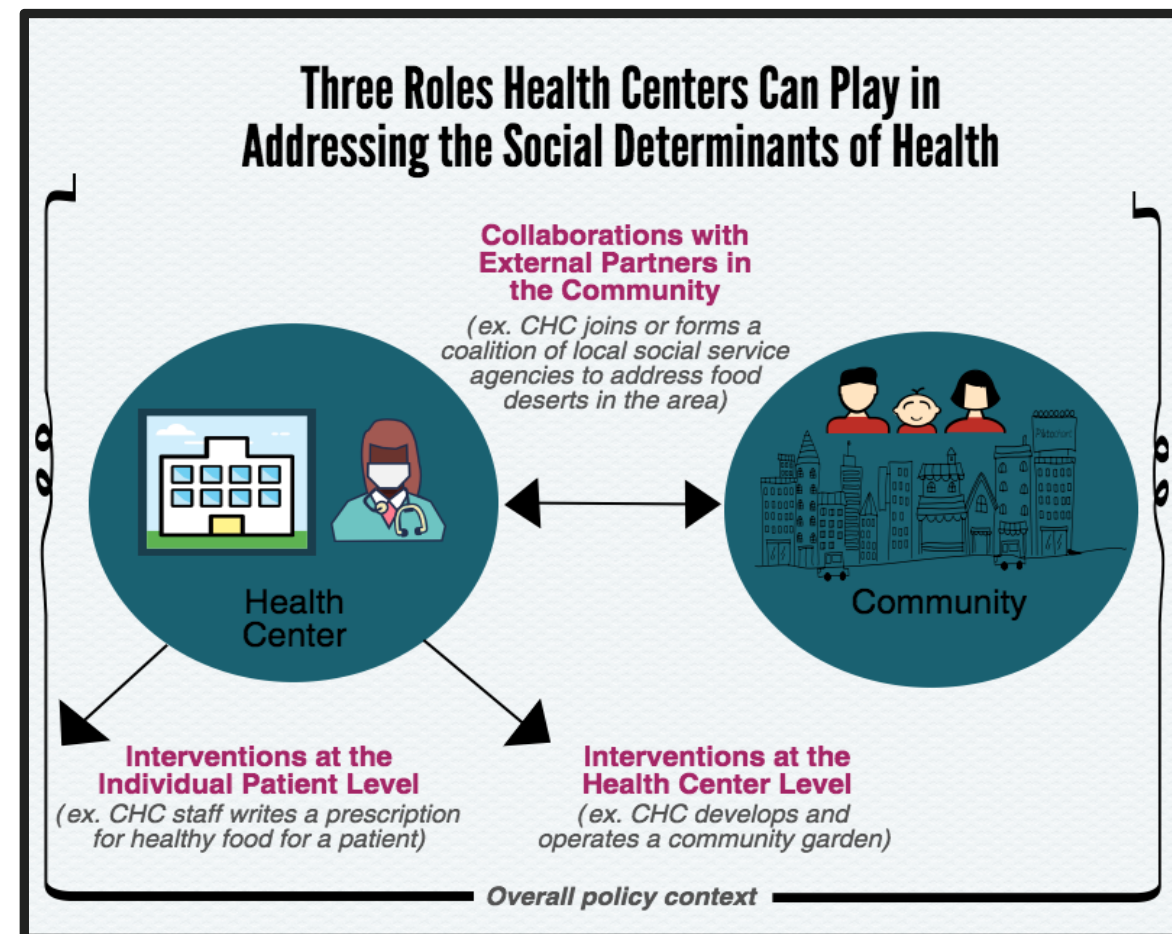 Three Roles Health Centers Can Play in
Addressing the Social Determinants of Health
Collaborations with
External Partners in
the Community
(ex. CHC joins or forms a
coalition of local social service
agencies to address food
deserts in the area)
Health
Center
Community
Interventions at the
Individual Patient Level
(ex. CHC staff writes a prescription
for healthy food for a patient)
Interventions at the
Health Center Level
(ex. CHC develops and
operates a community garden)
Overall policy context